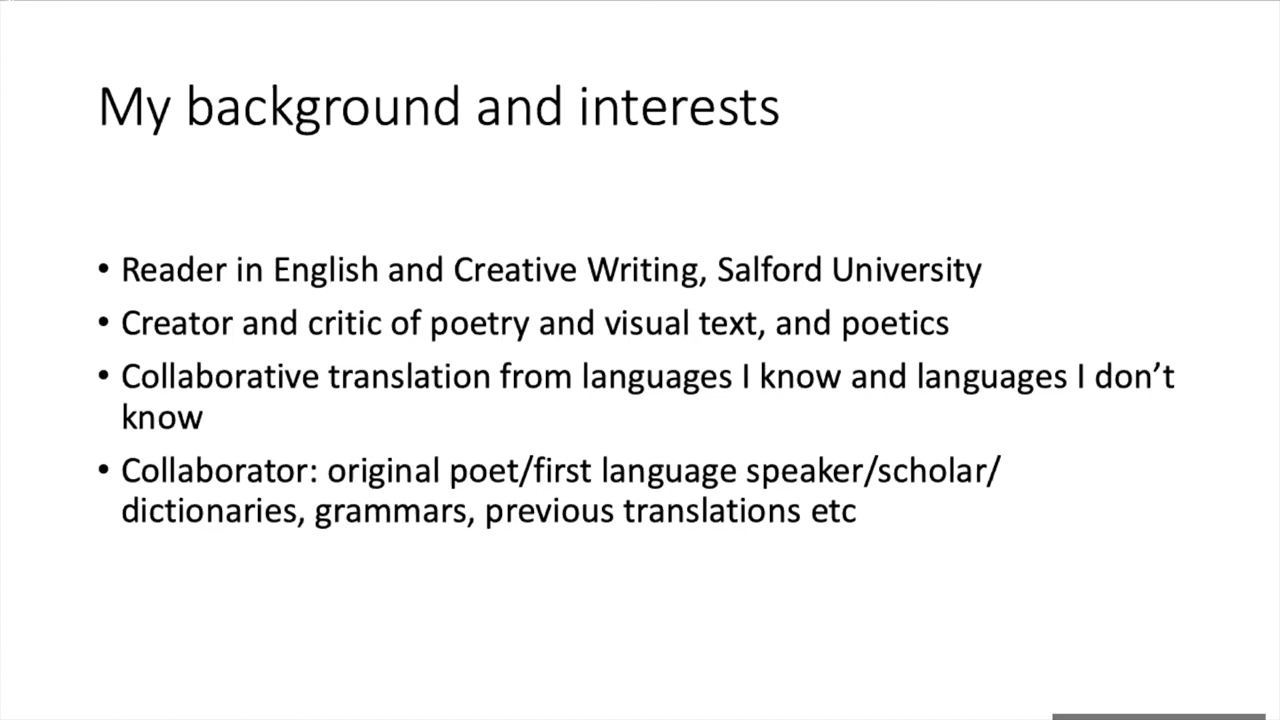 My background and interests
• Reader in English and Creative Writing, Salford University
• Creator and critic of poetry and visual text, and poetics
• Collaborative translation from languages I know and languages I don’t
know
• Collaborator: original poet/first language speaker/scholar/
dictionaries, grammars, previous translations etc